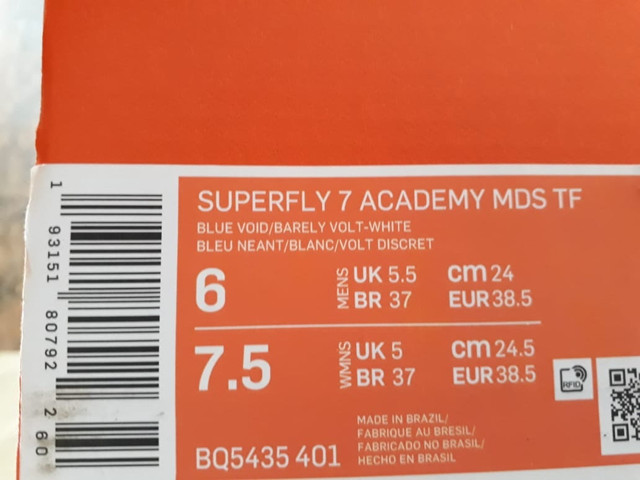 SUPERFLY 7 ACADEMY MDS TF
BLUE VOID/BARELY VOLT-WHITE
BLEU NEANT/BLANC/VOLT DISCRET
6 MENS UK 5.5 cm 24
BR 37 EUR 38.5
7.5 WMNS UK 5 cm 24.5
BR 37 EUR 38.5
RFID
MADE IN BRAZIL/
FABRIQUE AU BRESIL/
FABRICADO NO BRASIL/
HECHO EN BRASIL
BQ5435 401
1 93151 80792 2 60